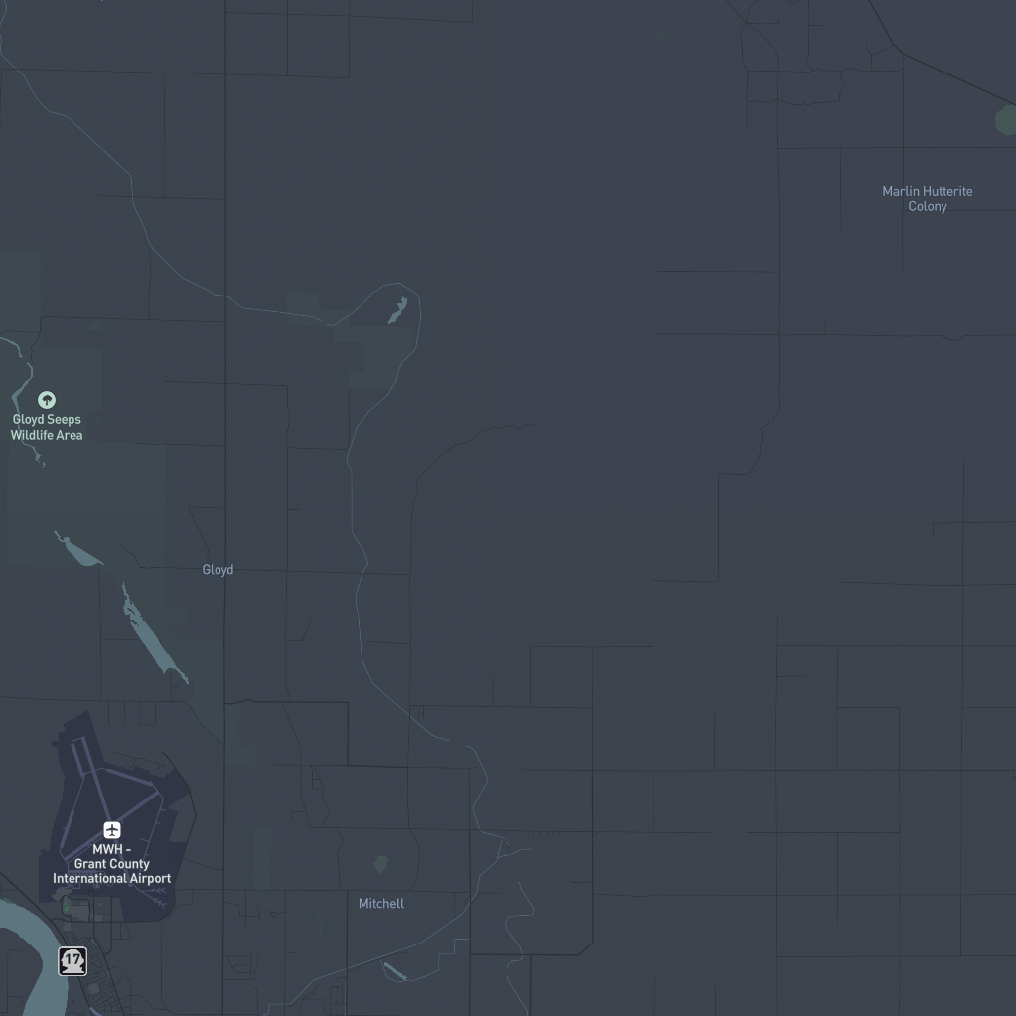 Marlin Hutterite
Colony
Gloyd Seeps
Wildlife Area
Gloyd
MWH -
Grant County
International Airport
Mitchell
17